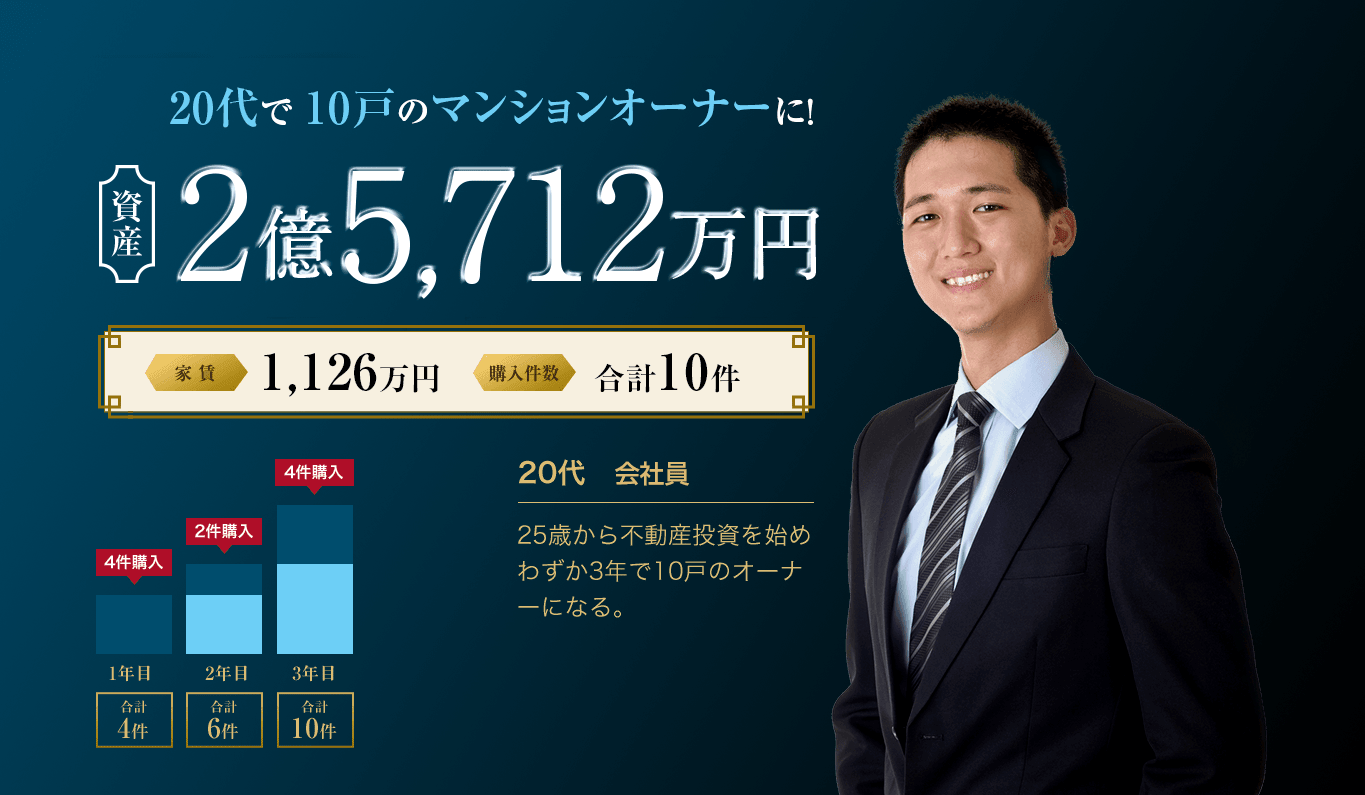 20代で 10戸のマンションオーナーに!
資産
2億5,712万円
家賃 1,126万円 購入件数 合計10件
4件購入
2件購入
4件購入
1年目 2年目 3年目
合計 合計 合計
4件 6件 10件
20代 会社員
25歳から不動産投資を始め
わずか3年で10戸のオーナ
ーになる。